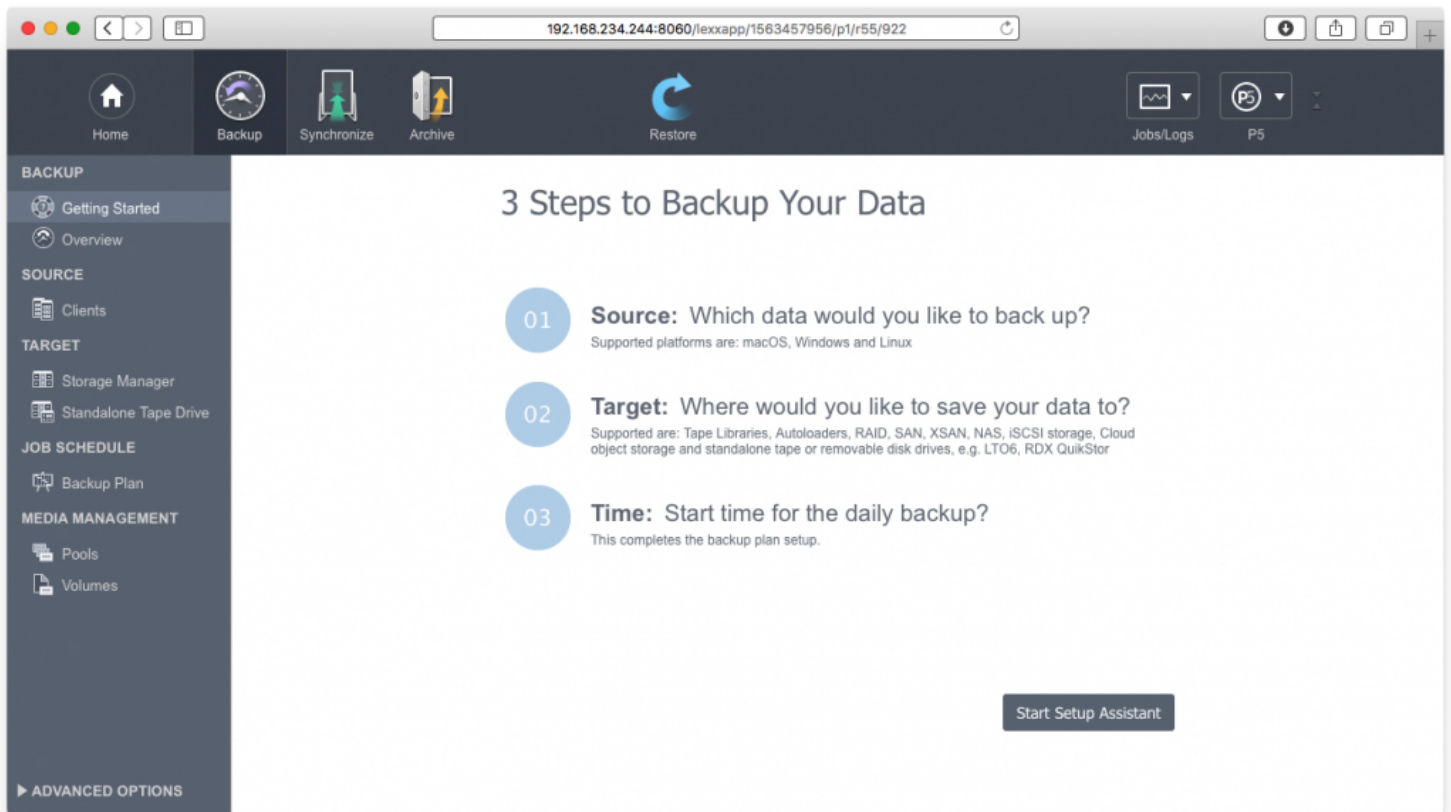 192.168.234.244:8060/lexxapp/1563457956/p1/r55/922
Home
Backup
Synchronize
Archive
Restore
Jobs/Logs
P5
P5
BACKUP
Getting Started
Overview
SOURCE
Clients
TARGET
Storage Manager
Standalone Tape Drive
JOB SCHEDULE
Backup Plan
MEDIA MANAGEMENT
Pools
Volumes
ADVANCED OPTIONS
3 Steps to Backup Your Data
01
Source: Which data would you like to back up?
Supported platforms are: macOS, Windows and Linux
02
Target: Where would you like to save your data to?
Supported are: Tape Libraries, Autoloaders, RAID, SAN, XSAN, NAS, iSCSI storage, Cloud
object storage and standalone tape or removable disk drives, e.g. LTO6, RDX QuikStor
03
Time: Start time for the daily backup?
This completes the backup plan setup.
Start Setup Assistant